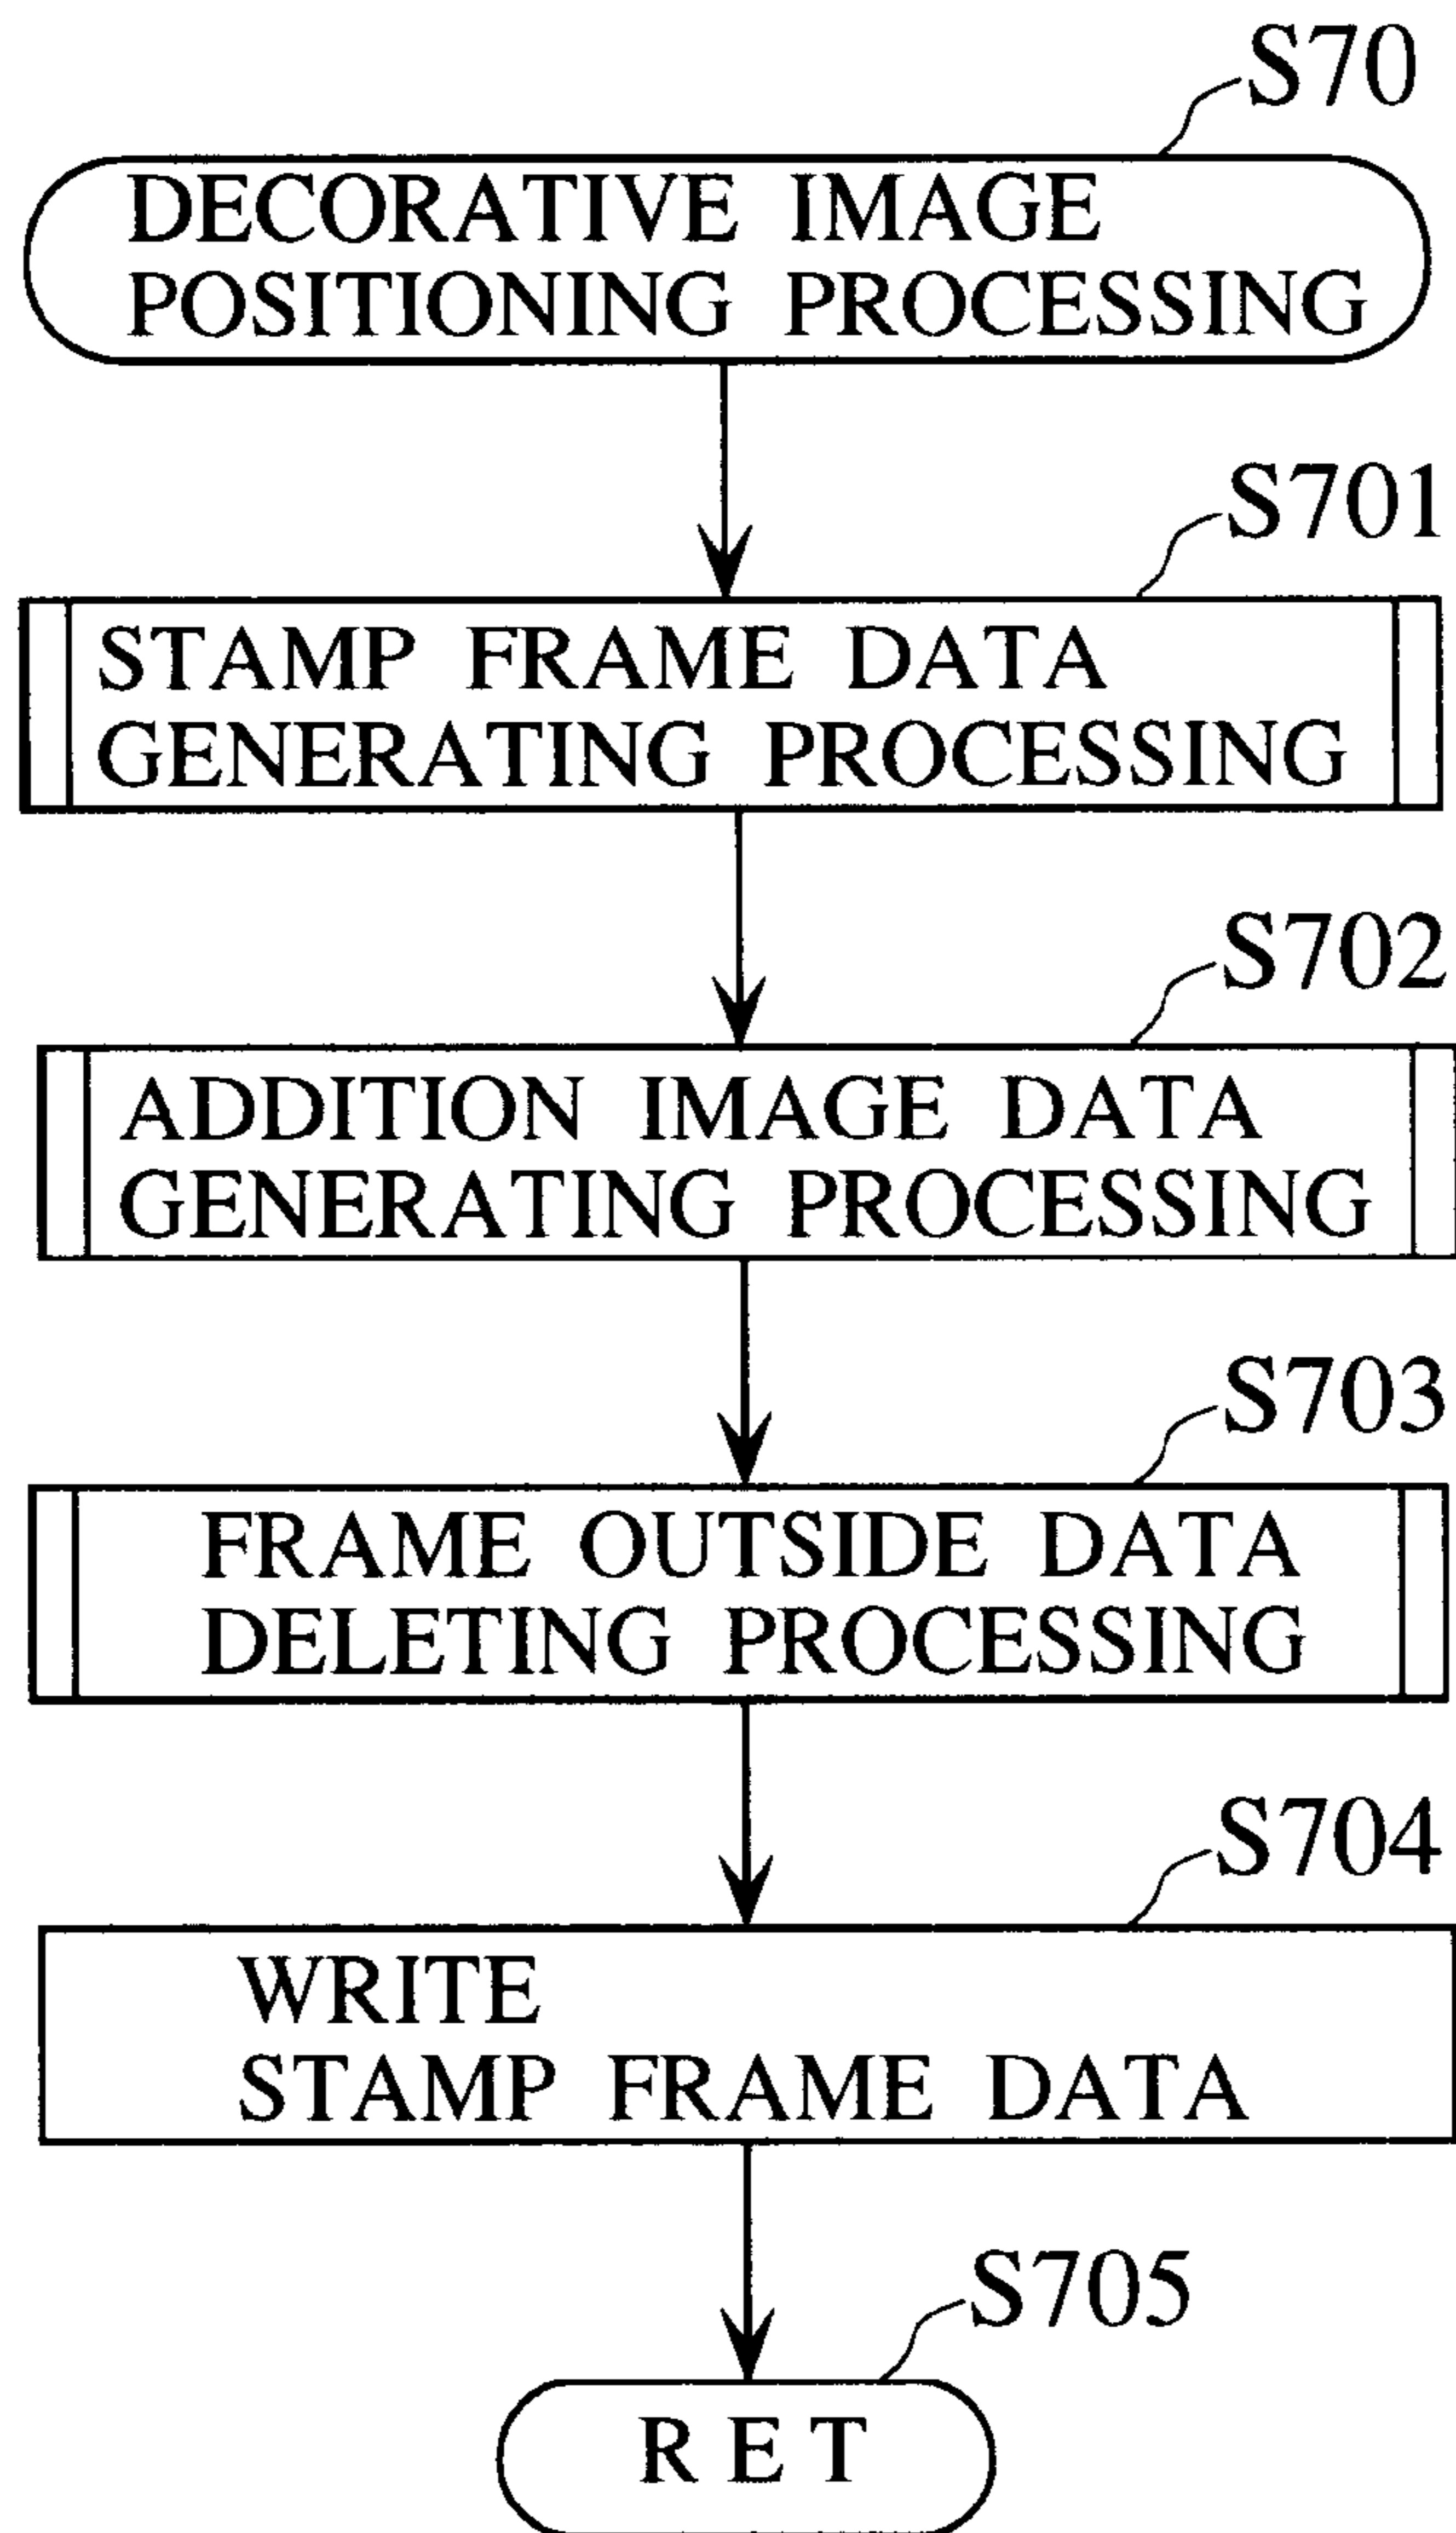 S70
DECORATIVE IMAGE
POSITIONING PROCESSING
S701
STAMP FRAME DATA
GENERATING PROCESSING
S702
ADDITION IMAGE DATA
GENERATING PROCESSING
S703
FRAME OUTSIDE DATA
DELETING PROCESSING
S704
WRITE
STAMP FRAME DATA
S705
RET